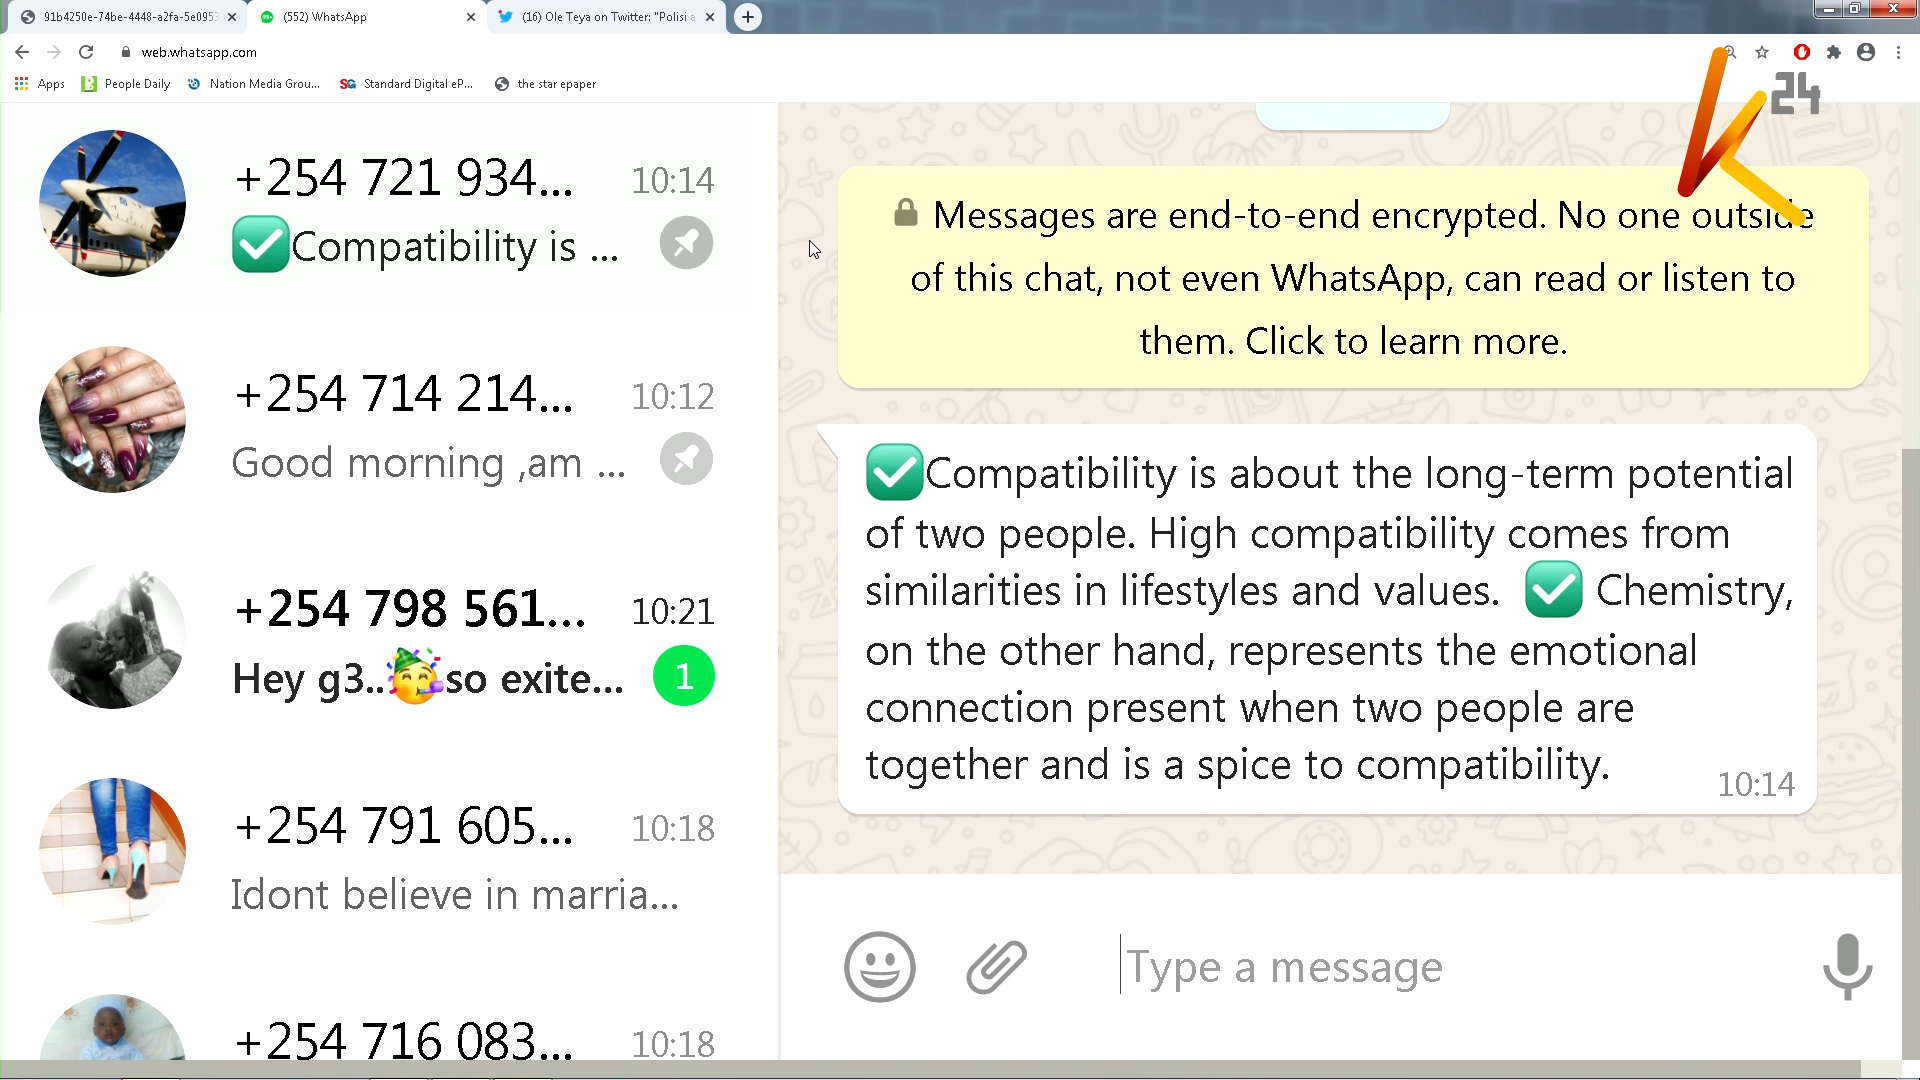 91b4250e-74be-4448-a2fa-5e0953
(552) WhatsApp
(16) Ole Teya on Twitter: "Polisi a
web.whatsapp.com
Apps
People Daily
Nation Media Grou...
Standard Digital eP...
the star epaper
24
+254 721 934... 10:14
✅Compatibility is ...
+254 714 214... 10:12
Good morning ,am ...
+254 798 561... 10:21
Hey g3..🥳so exite... 1
+254 791 605... 10:18
Idont believe in marria...
+254 716 083... 10:18
Messages are end-to-end encrypted. No one outside
of this chat, not even WhatsApp, can read or listen to
them. Click to learn more.
✅Compatibility is about the long-term potential
of two people. High compatibility comes from
similarities in lifestyles and values. ✅ Chemistry,
on the other hand, represents the emotional
connection present when two people are
together and is a spice to compatibility.
10:14
Type a message